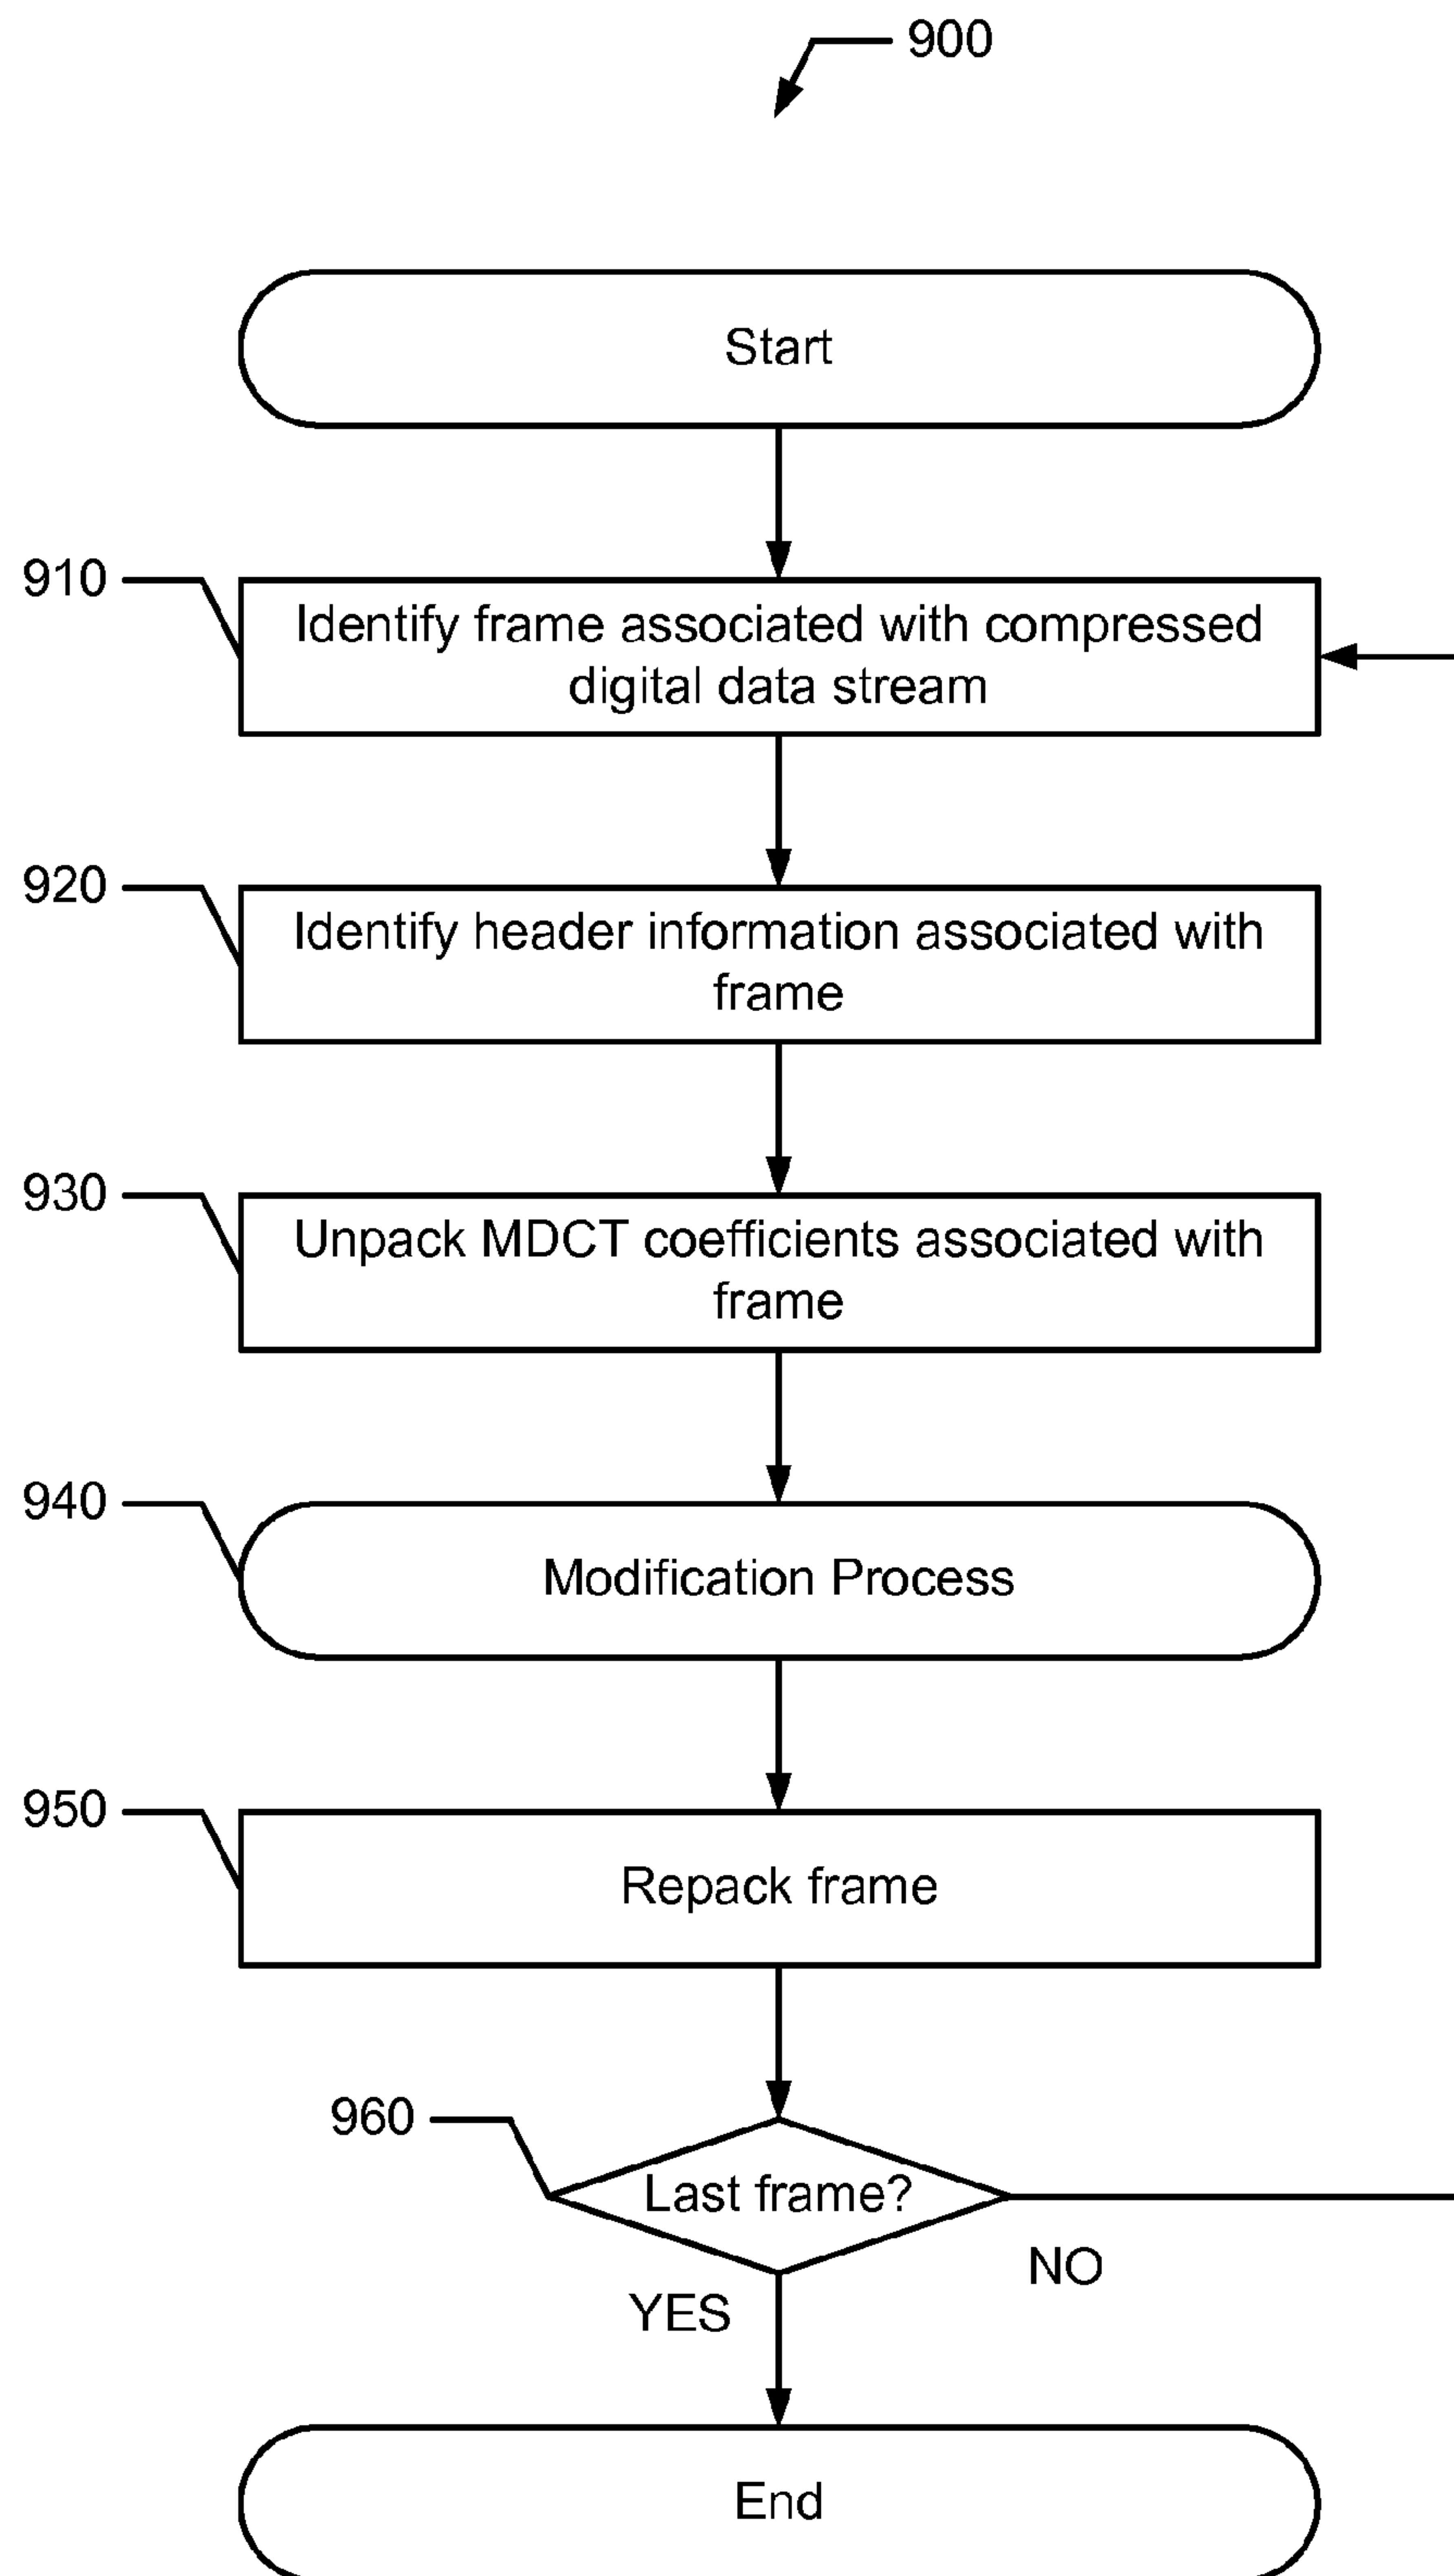 900
Start
910
Identify frame associated with compressed
digital data stream
920
Identify header information associated with
frame
930
Unpack MDCT coefficients associated with
frame
940
Modification Process
950
Repack frame
960
Last frame?
NO
YES
End